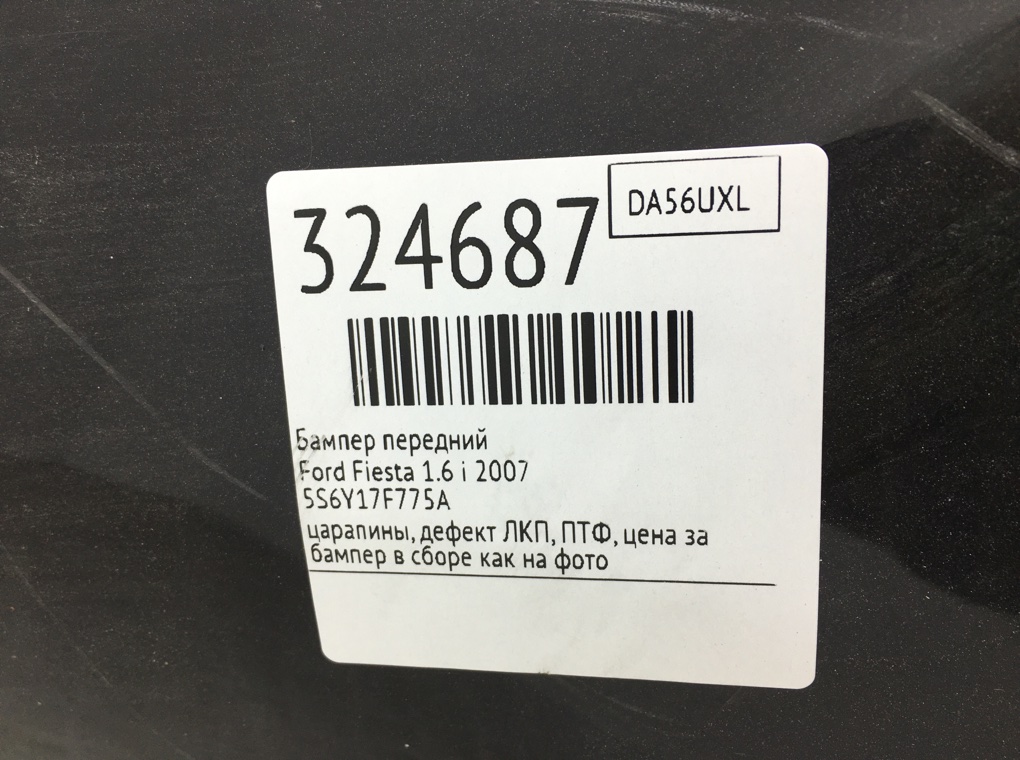 324687
DA56UXL
Бампер передний
Ford Fiesta 1.6 i 2007
5S6Y17F775A
царапины, дефект ЛКП, ПТФ, цена за
бампер в сборе как на фото